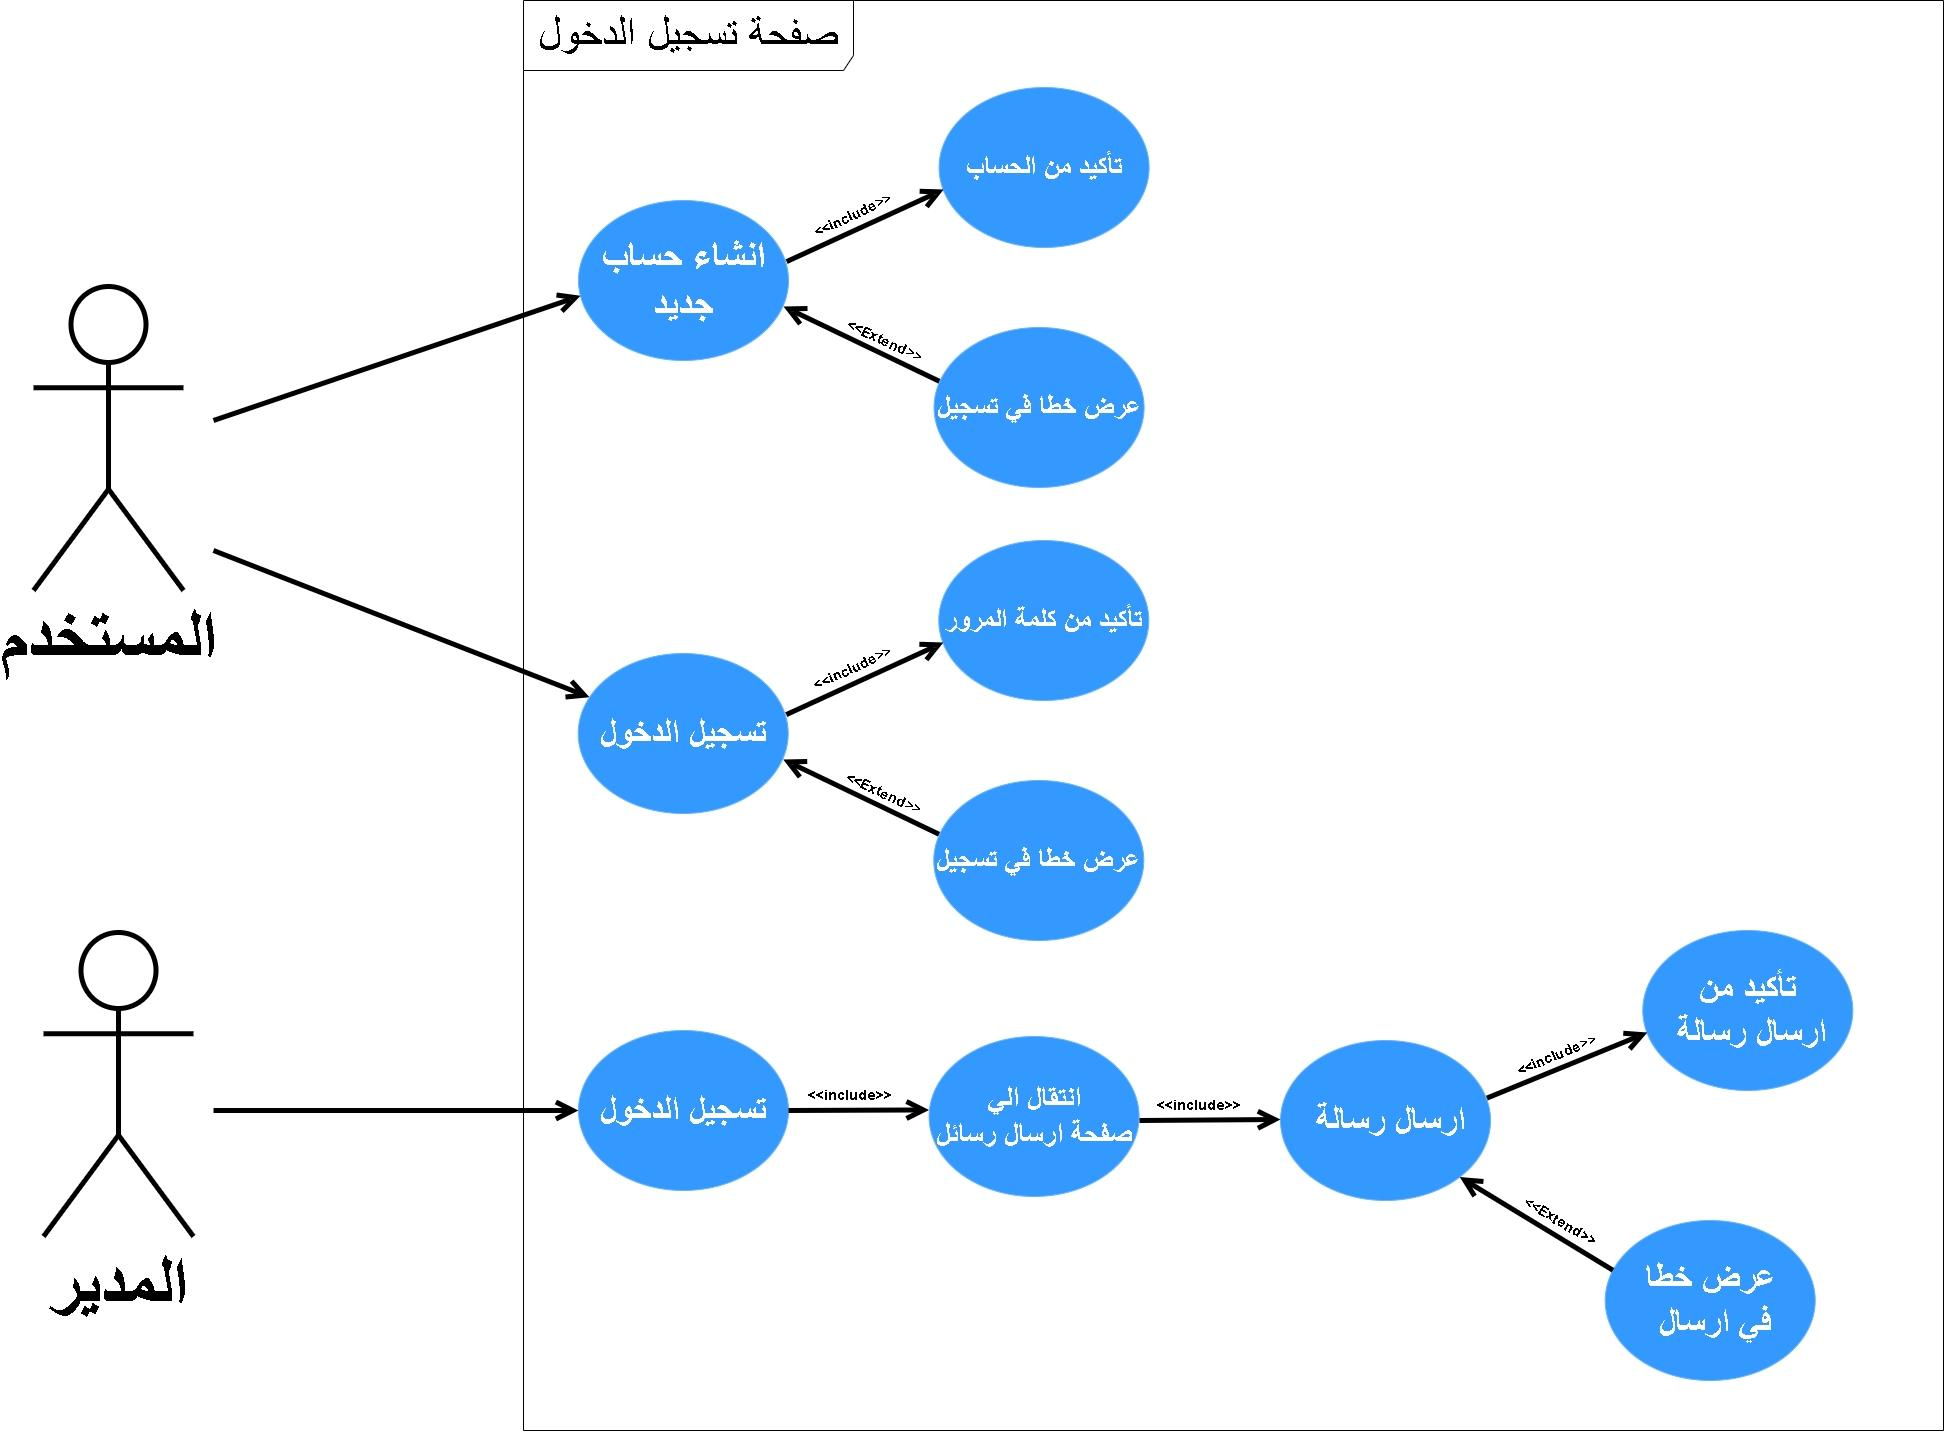 صفحة تسجيل الدخول
تأكيد من الحساب
<<include>>
انشاء حساب
جديد
<<Extend>>
عرض خطا في تسجيل
المستخدم
تأكيد من كلمة المرور
<<include>>
تسجيل الدخول
<<Extend>>
عرض خطا في تسجيل
المدير
تسجيل الدخول
<<include>>
انتقال الي
صفحة ارسال رسائل
<<include>>
ارسال رسالة
<<include>>
تأكيد من
ارسال رسالة
<<Extend>>
عرض خطا
في ارسال